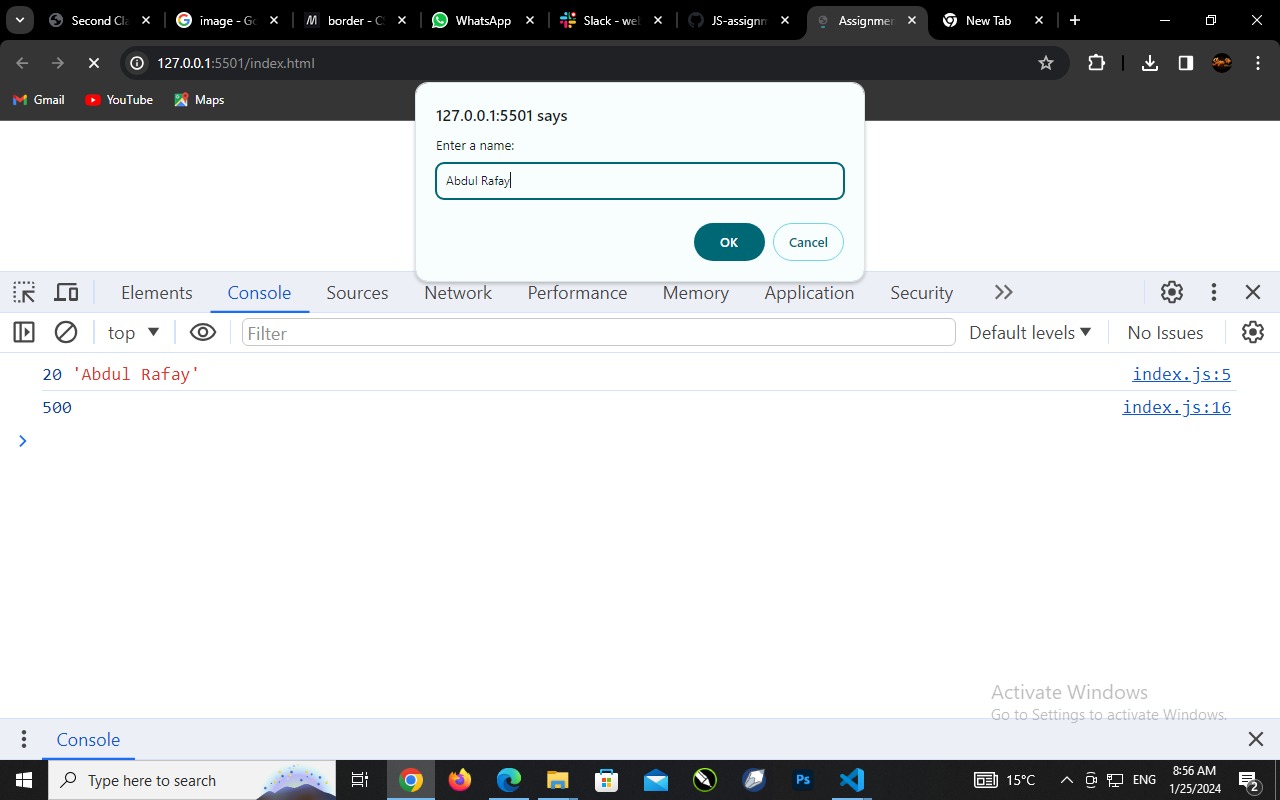 Second Cla
image - Go
border - CS
WhatsApp
Slack - web
JS-assignm
Assignmen
New Tab
127.0.0.1:5501/index.html
Gmail
YouTube
Maps
127.0.0.1:5501 says
Enter a name:
Abdul Rafay
OK
Cancel
Elements
Console
Sources
Network
Performance
Memory
Application
Security
top
Filter
Default levels
No Issues
20 'Abdul Rafay'
index.js:5
500
index.js:16
Activate Windows
Go to Settings to activate Windows.
Console
Type here to search
Ps
15°C
ENG
8:56 AM
1/25/2024
2